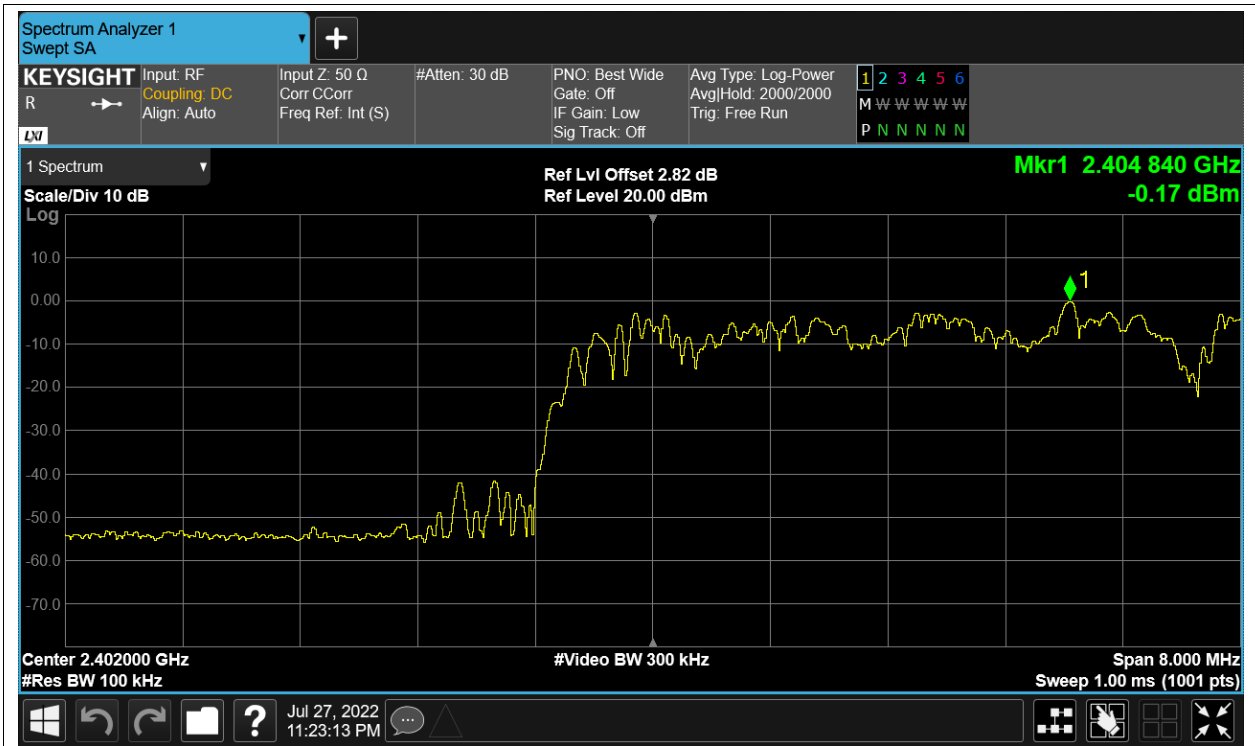 Spectrum Analyzer 1
Swept SA
+
KEYSIGHT
R
LXI
Input: RF
Coupling: DC
Align: Auto
Input Z: 50 Ω
Corr CCorr
Freq Ref: Int (S)
#Atten: 30 dB
PNO: Best Wide
Gate: Off
IF Gain: Low
Sig Track: Off
Avg Type: Log-Power
Avg|Hold: 2000/2000
Trig: Free Run
1 2 3 4 5 6
M W W W W W
P N N N N N
1 Spectrum
Scale/Div 10 dB
Log
Ref Lvl Offset 2.82 dB
Ref Level 20.00 dBm
Mkr1 2.404 840 GHz
-0.17 dBm
10.0
0.00
-10.0
-20.0
-30.0
-40.0
-50.0
-60.0
-70.0
1
Center 2.402000 GHz
#Res BW 100 kHz
#Video BW 300 kHz
Span 8.000 MHz
Sweep 1.00 ms (1001 pts)
?
Jul 27, 2022
11:23:13 PM